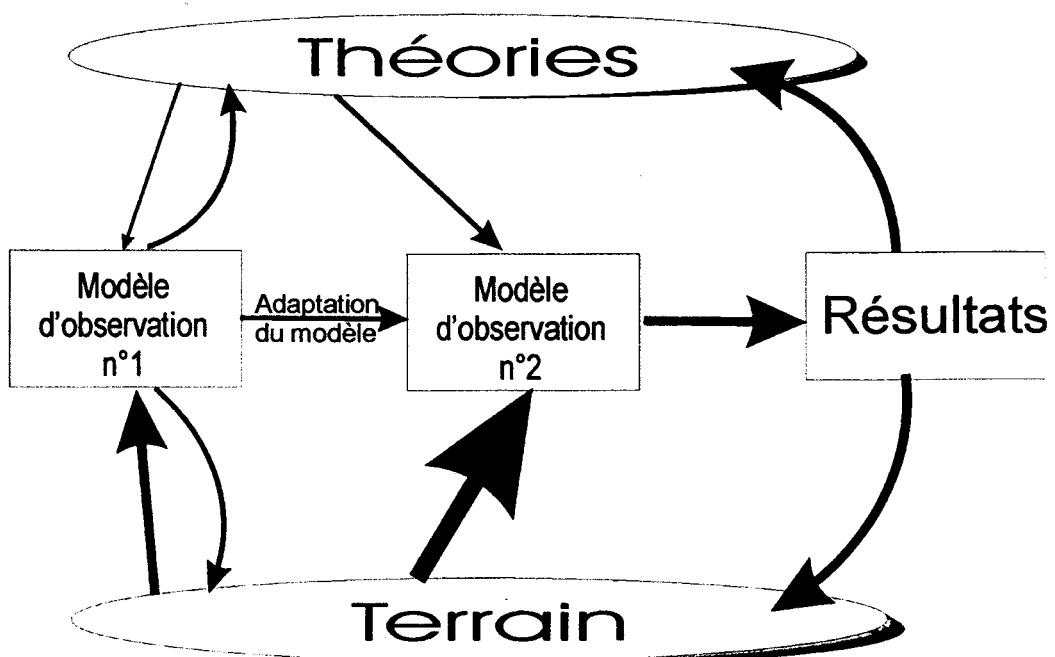 Théories
Modèle
d'observation
n°1
Adaptation
du modèle
Modèle
d'observation
n°2
Résultats
Terrain